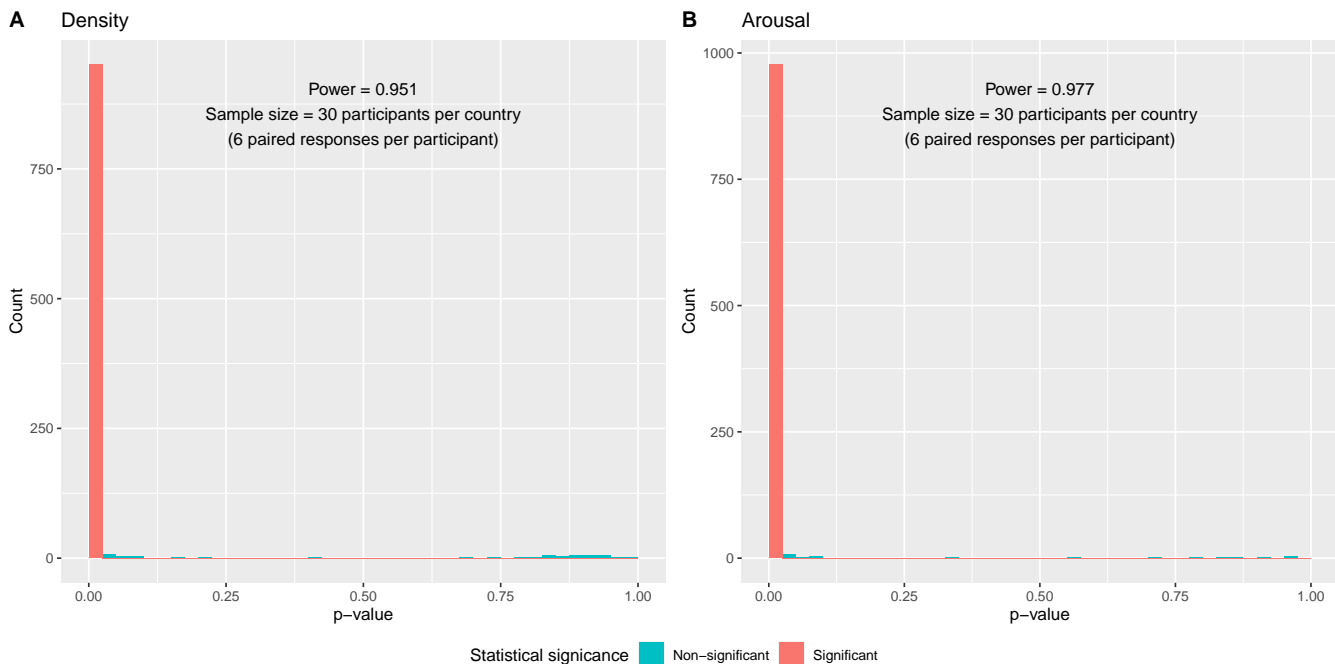 A Density
Power = 0.951
Sample size = 30 participants per country
(6 paired responses per participant)
Count
750
500
250
0
0.00 0.25 0.50 0.75 1.00
p-value
B Arousal
Power = 0.977
Sample size = 30 participants per country
(6 paired responses per participant)
Count
1000
750
500
250
0
0.00 0.25 0.50 0.75 1.00
p-value
Statistical signicance Non-significant Significant